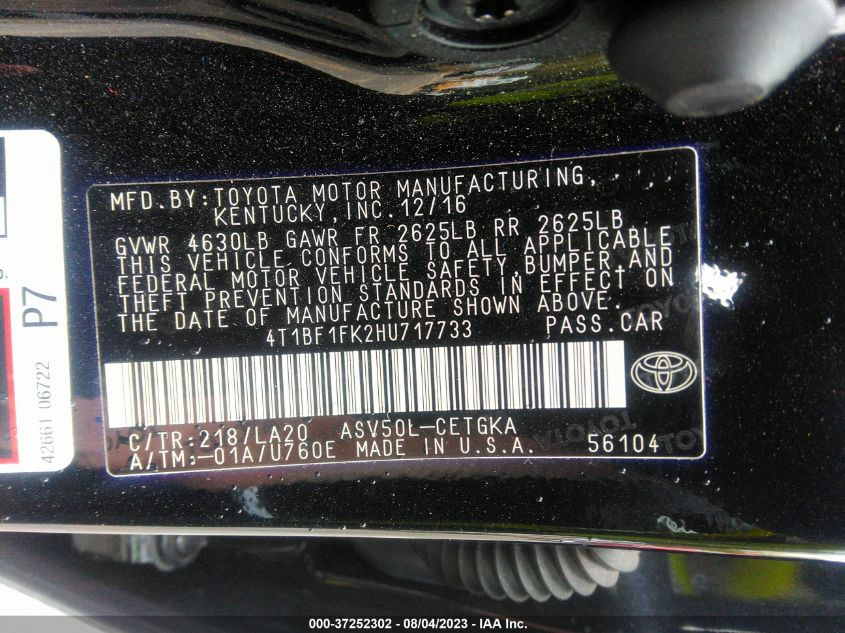 MFD.BY:TOYOTA MOTOR MANUFACTURING,
KENTUCKY,INC.12/16
GVWR 4630LB GAWR FR 2625LB RR 2625LB
THIS VEHICLE CONFORMS TO ALL APPLICABLE
FEDERAL MOTOR VEHICLE SAFETY,BUMPER AND
THEFT PREVENTION STANDARDS IN EFFECT ON
THE DATE OF MANUFACTURE SHOWN ABOVE.
4T1BF1FK2HU717733 PASS.CAR
C/TR:218/LA20 ASV50L-CETGKA
A/TM:-01A/U760E MADE IN U.S.A. 56104
P7
42661 06722
000-37252302 - 08/04/2023 - IAA Inc.